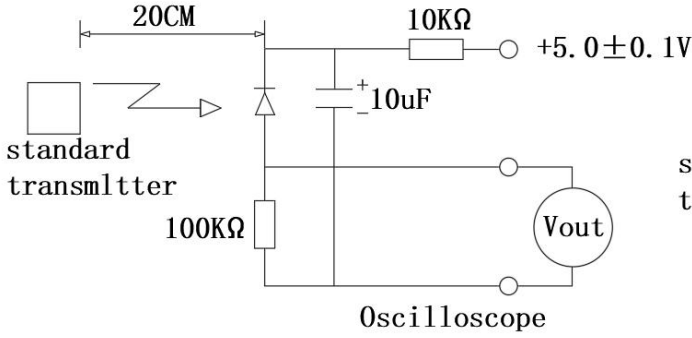 20CM
10KΩ
+5.0±0.1V
+
10uF
−
standard
transmltter
s
t
100KΩ
Vout
Oscilloscope